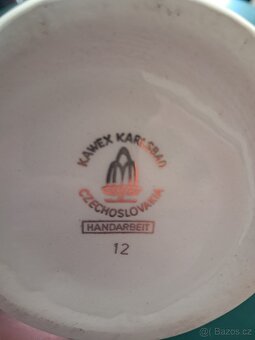 KAWEX KARLSBAD
CZECHOSLOVAKIA
HANDARBEIT
12
Bazos.cz